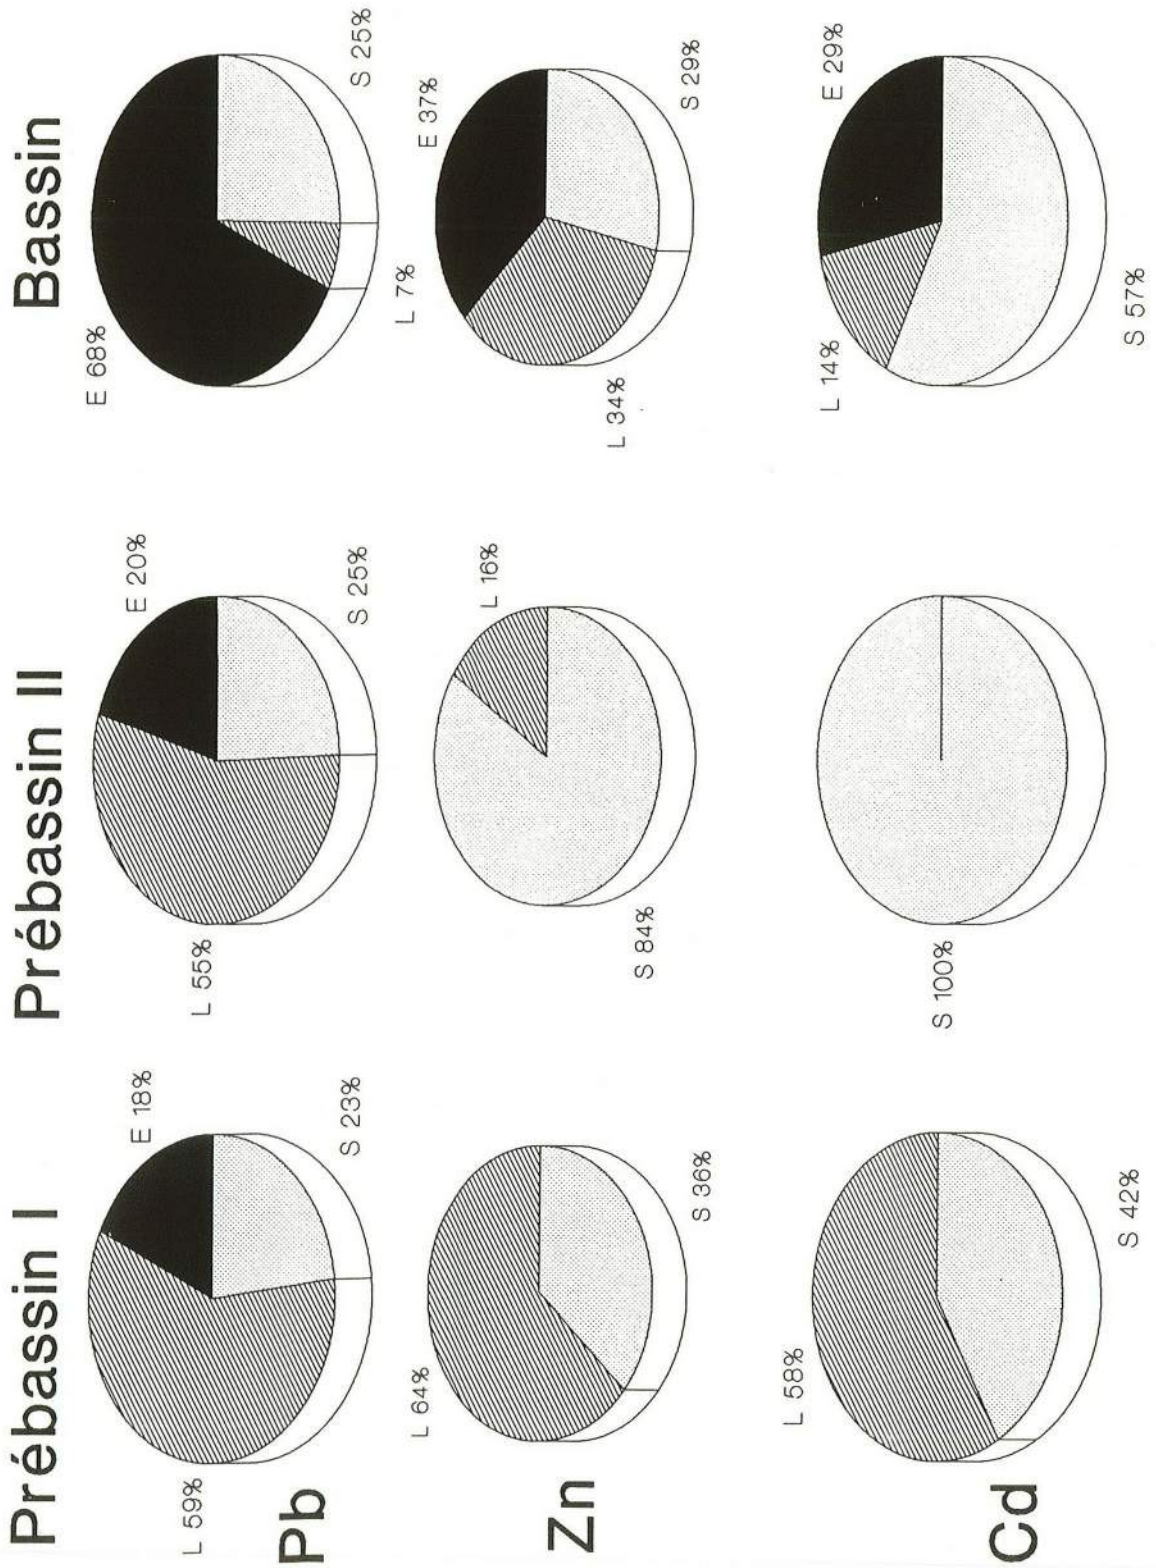 Prébassin I
Prébassin II
Bassin
Pb
L 59%
E 18%
S 23%
L 55%
E 20%
S 25%
E 68%
L 7%
S 25%
Zn
L 64%
S 36%
L 16%
S 84%
E 37%
L 34%
S 29%
Cd
L 58%
S 42%
S 100%
L 14%
E 29%
S 57%